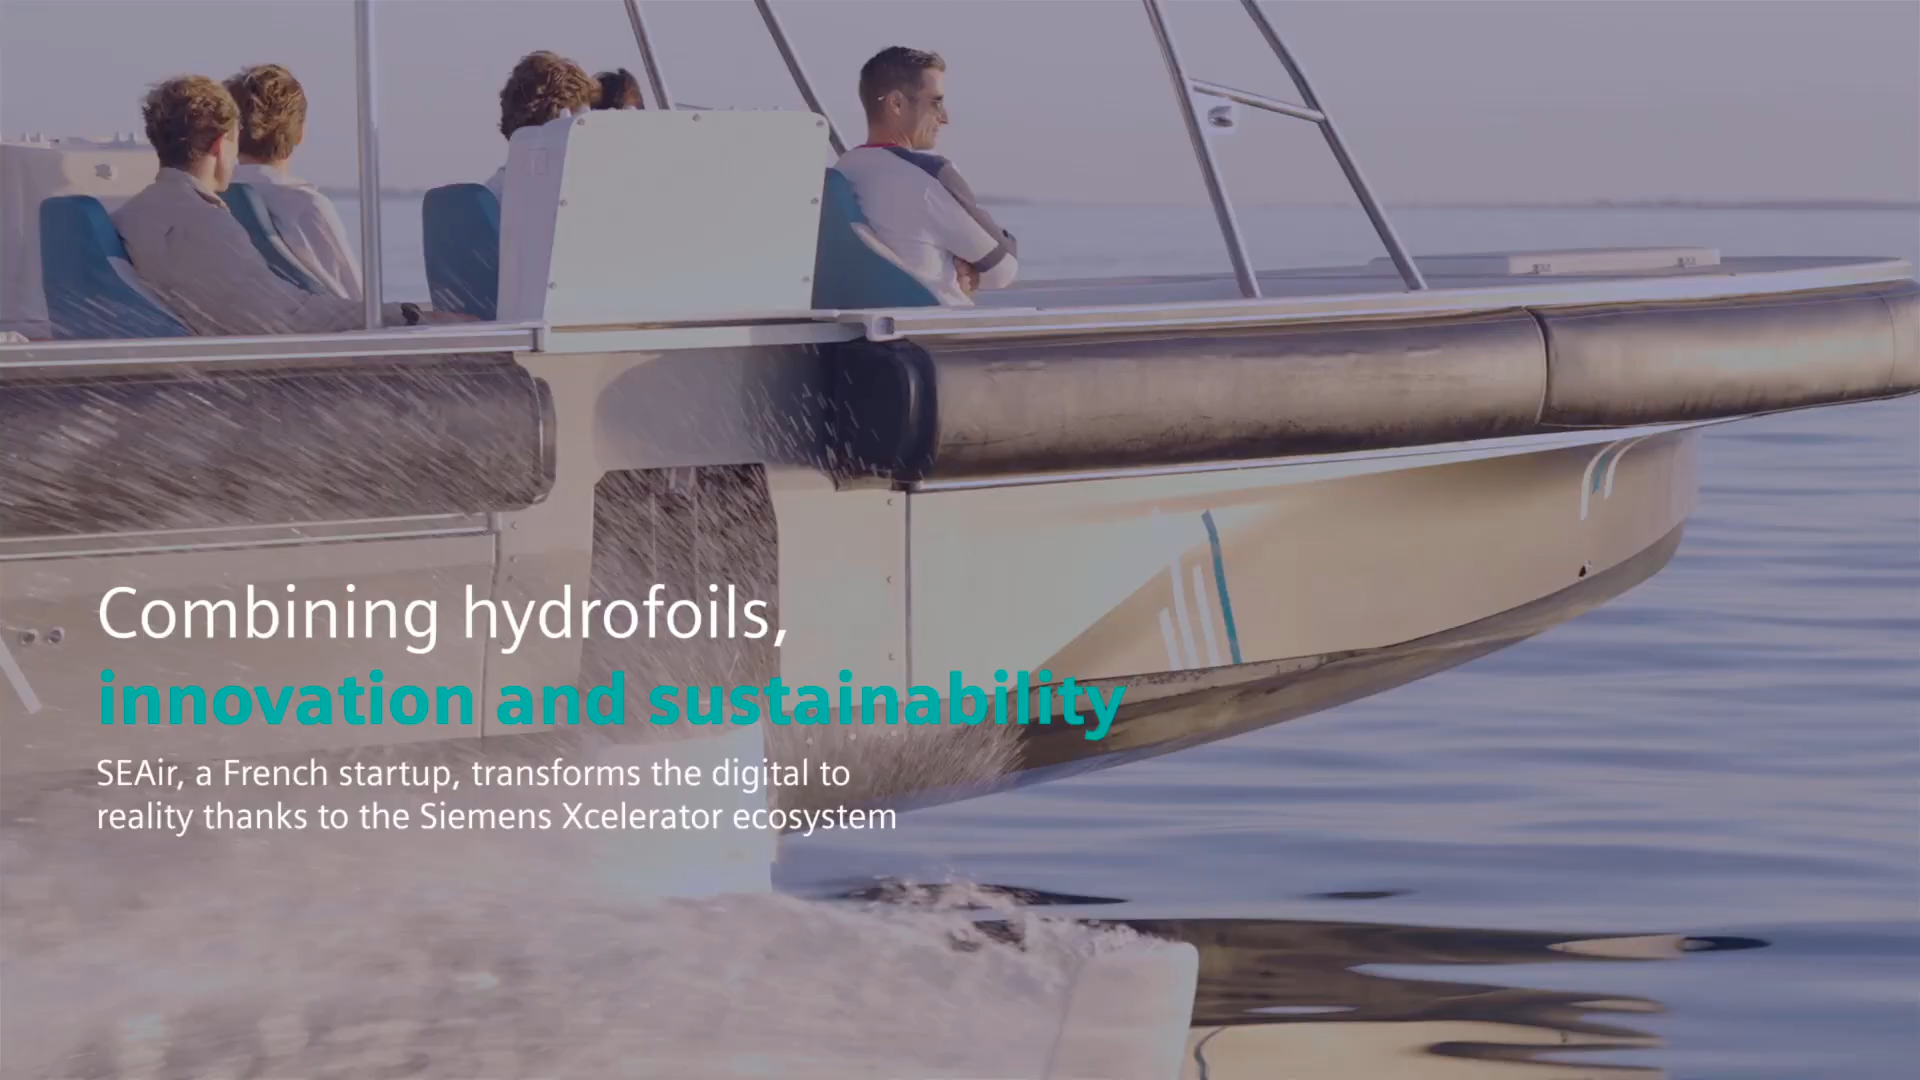 Combining hydrofoils,
innovation and sustainability
SEAir, a French startup, transforms the digital to
reality thanks to the Siemens Xcelerator ecosystem